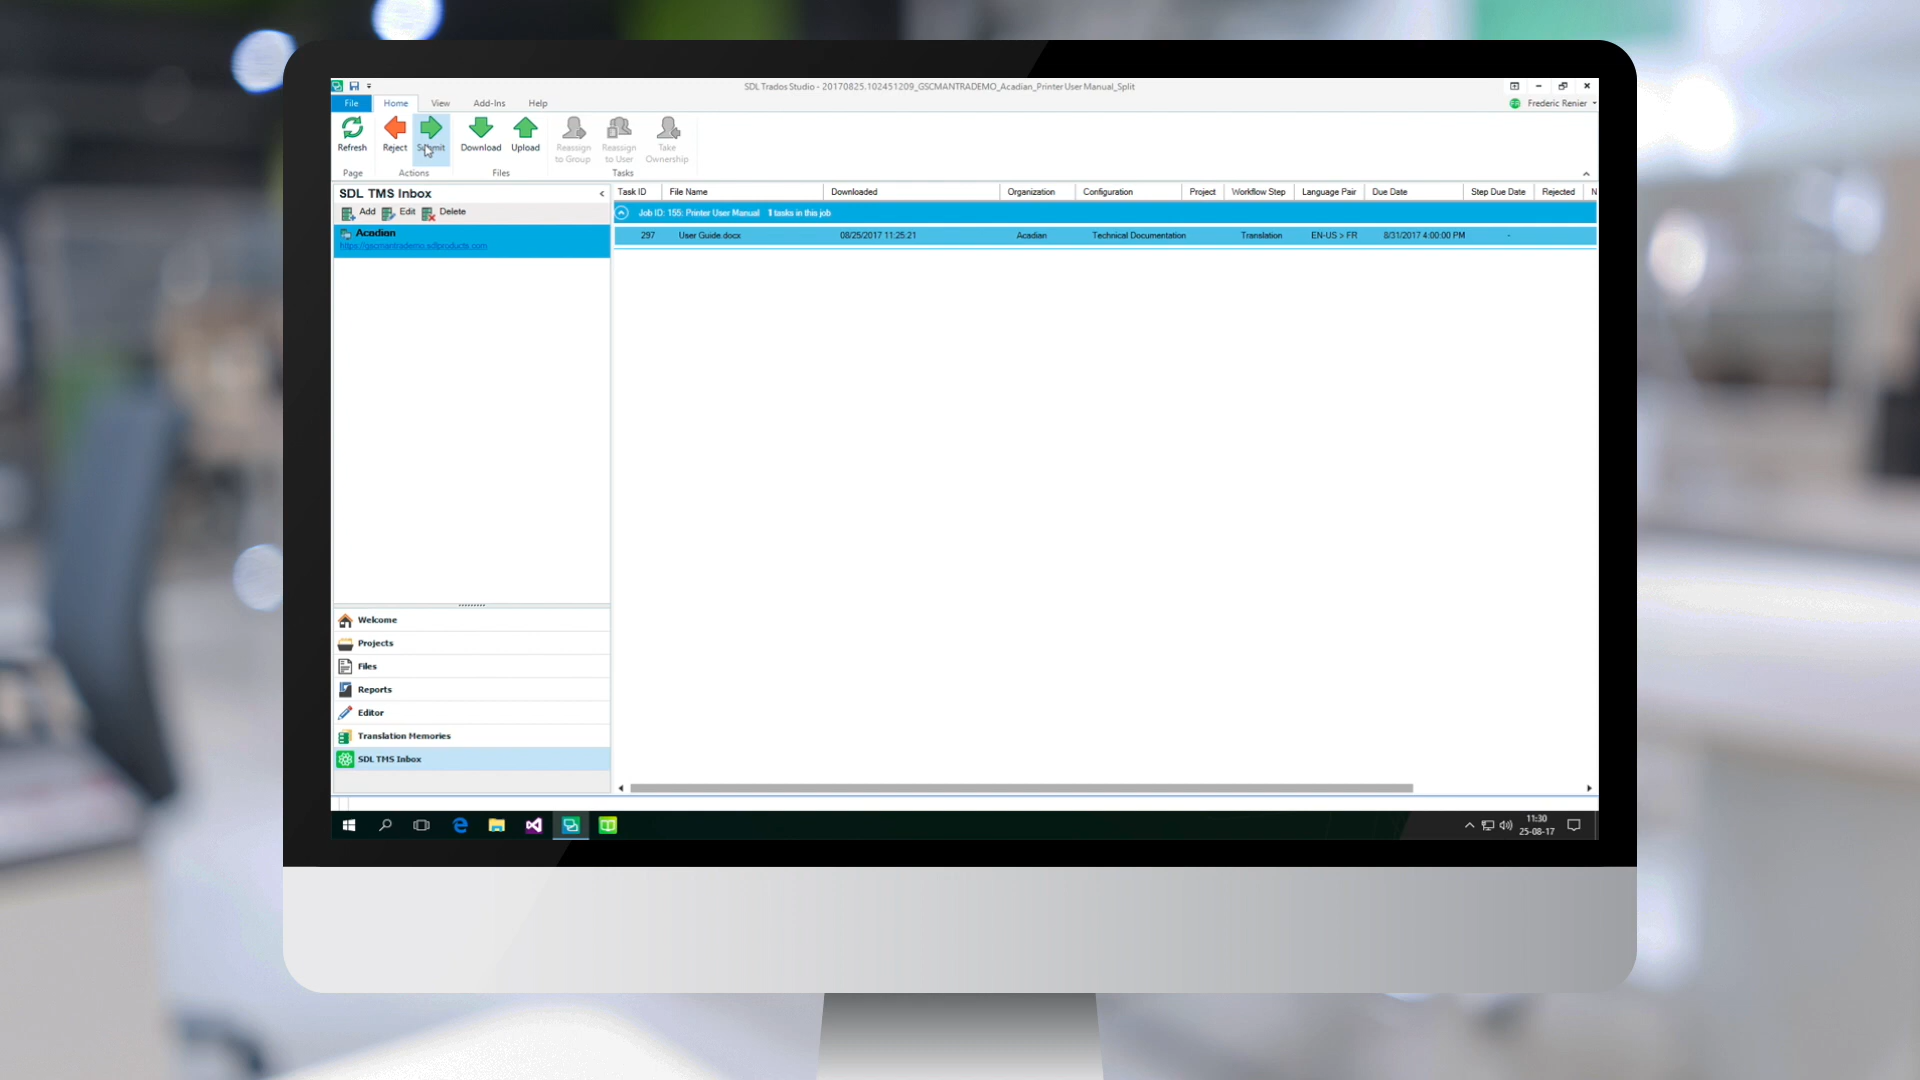 SDL Trados Studio - 20170825.102451209_GSCMANTRADEMO_Acadian_Printer User Manual_Split
File Home View Add-Ins Help
Frederic Renier
Refresh Reject Submit Download Upload Reassign to Group Reassign to User Take Ownership
Page Actions Files Tasks
SDL TMS Inbox
Add Edit Delete
Acadian
https://gscmantrademo.sdlproducts.com
Task ID File Name Downloaded Organization Configuration Project Workflow Step Language Pair Due Date Step Due Date Rejected N
Job ID: 155: Printer User Manual 1 tasks in this job
297 User Guide.docx 08/25/2017 11:25:21 Acadian Technical Documentation Translation EN-US > FR 8/31/2017 4:00:00 PM -
Welcome
Projects
Files
Reports
Editor
Translation Memories
SDL TMS Inbox
11:30
25-08-17